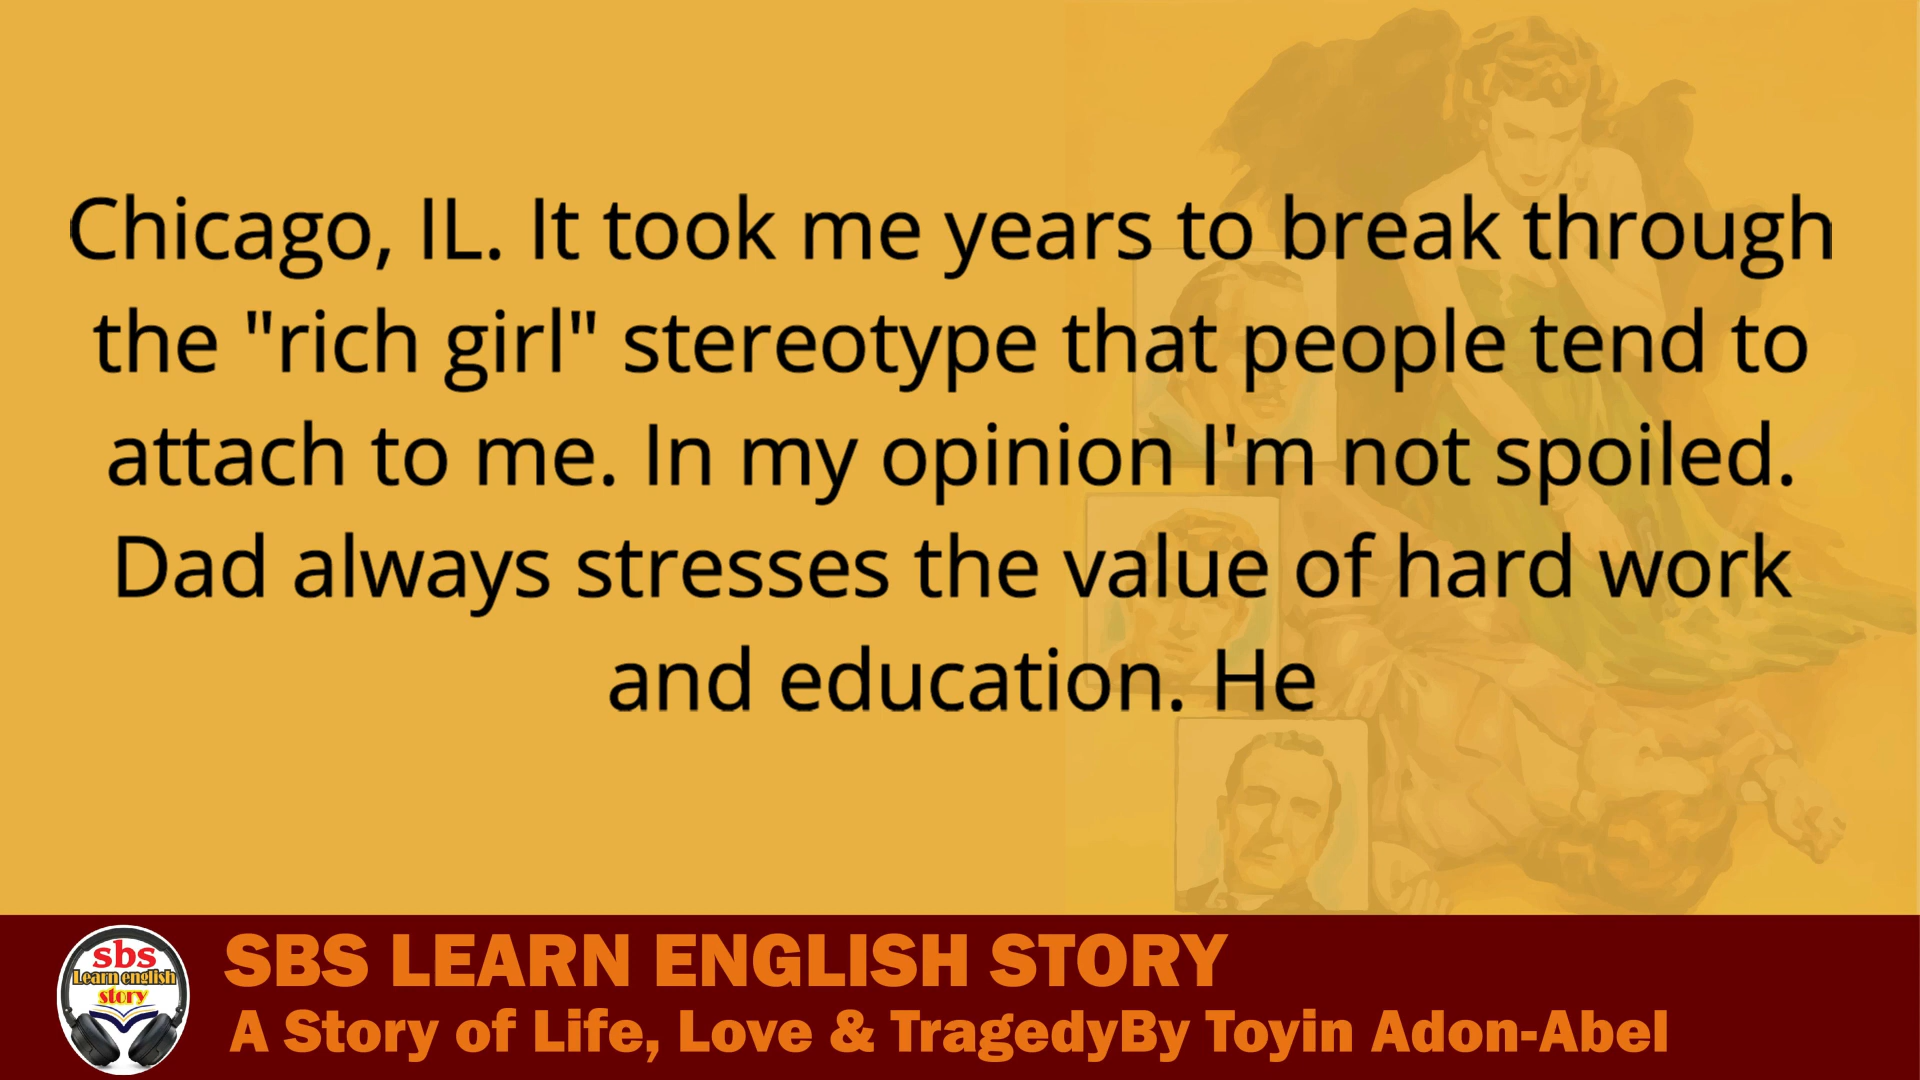 Chicago, IL. It took me years to break through
the "rich girl" stereotype that people tend to
attach to me. In my opinion I'm not spoiled.
Dad always stresses the value of hard work
and education. He
sbs
Learn english
story
SBS LEARN ENGLISH STORY
A Story of Life, Love & TragedyBy Toyin Adon-Abel